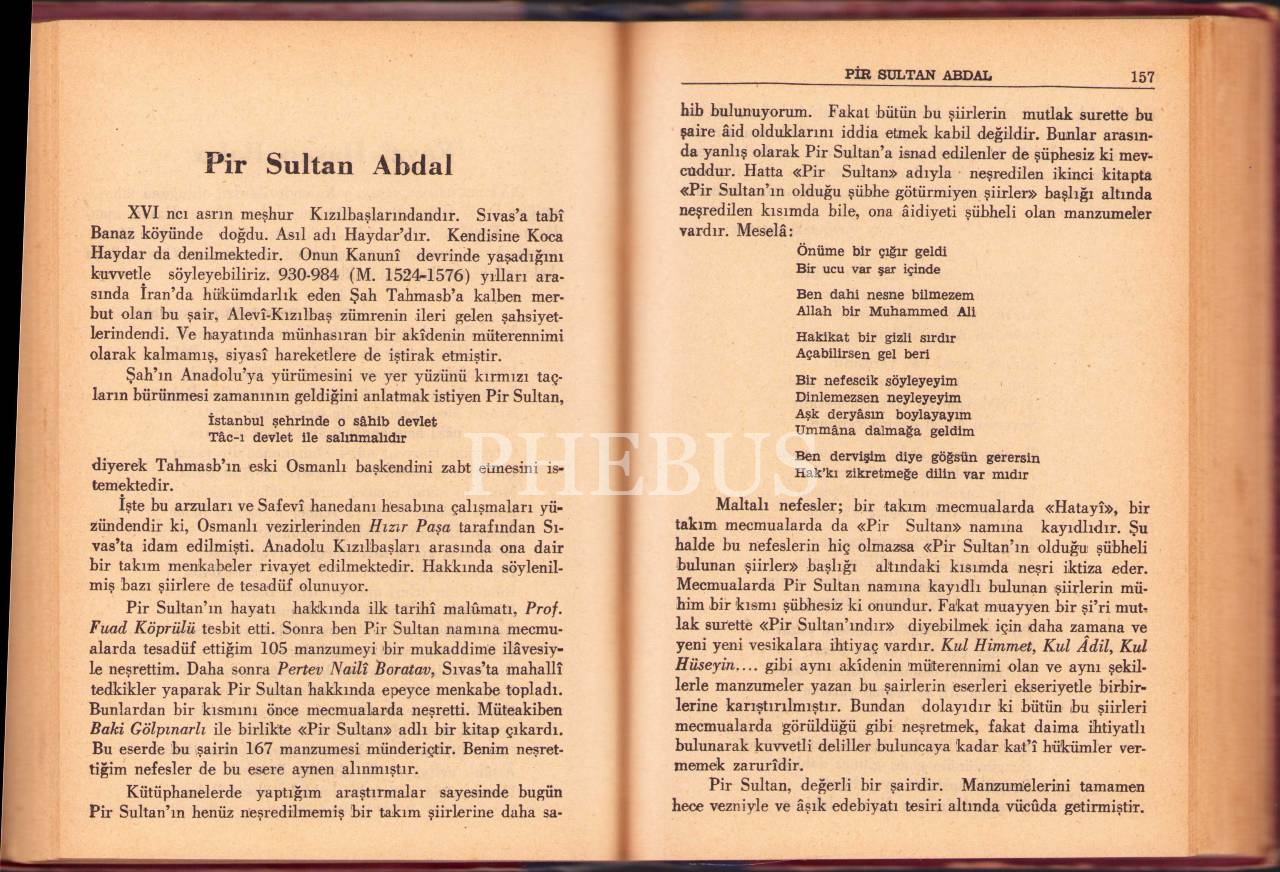 Pir Sultan Abdal
XVI ncı asrın meşhur Kızılbaşlarındandır. Sıvas'a tabî
Banaz köyünde doğdu. Asıl adı Haydar'dır. Kendisine Koca
Haydar da denilmektedir. Onun Kanunî devrinde yaşadığını
kuvvetle söyleyebiliriz. 930-984 (M. 1524-1576) yılları ara-
sında İran'da hükümdarlık eden Şah Tahmasb'a kalben mer-
but olan bu şair, Alevî-Kızılbaş zümrenin ileri gelen şahsiyet-
lerindendi. Ve hayatında münhasıran bir akîdenin müterennimi
olarak kalmamış, siyasî hareketlere de iştirak etmiştir.
Şah'ın Anadolu'ya yürümesini ve yer yüzünü kırmızı taç-
ların bürünmesi zamanının geldiğini anlatmak istiyen Pir Sultan,
İstanbul şehrinde o sâhib devlet
Tâc-ı devlet ile salınmalıdır
diyerek Tahmasb'ın eski Osmanlı başkendini zabt etmesini is-
temektedir.
İşte bu arzuları ve Safevî hanedanı hesabına çalışmaları yü-
zündendir ki, Osmanlı vezirlerinden Hızır Paşa tarafından Sı-
vas'ta idam edilmişti. Anadolu Kızılbaşları arasında ona dair
bir takım menkabeler rivayet edilmektedir. Hakkında söylenil-
miş bazı şiirlere de tesadüf olunuyor.
Pir Sultan'ın hayatı hakkında ilk tarihî malûmatı, Prof.
Fuad Köprülü tesbit etti. Sonra ben Pir Sultan namına mecmu-
alarda tesadüf ettiğim 105 manzumeyi bir mukaddime ilâvesiy-
le neşrettim. Daha sonra Pertev Nailî Boratav, Sıvas'ta mahallî
tedkikler yaparak Pir Sultan hakkında epeyce menkabe topladı.
Bunlardan bir kısmını önce mecmualarda neşretti. Müteakiben
Baki Gölpınarlı ile birlikte «Pir Sultan» adlı bir kitap çıkardı.
Bu eserde bu şairin 167 manzumesi münderiçtir. Benim neşret-
tiğim nefesler de bu esere aynen alınmıştır.
Kütüphanelerde yaptığım araştırmalar sayesinde bugün
Pir Sultan'ın henüz neşredilmemiş bir takım şiirlerine daha sa-
PİR SULTAN ABDAL 157
hib bulunuyorum. Fakat bütün bu şiirlerin mutlak surette bu
şaire âid olduklarını iddia etmek kabil değildir. Bunlar arasın-
da yanlış olarak Pir Sultan'a isnad edilenler de şüphesiz ki mev-
cuddur. Hatta «Pir Sultan» adıyla neşredilen ikinci kitapta
«Pir Sultan'ın olduğu şübhe götürmiyen şiirler» başlığı altında
neşredilen kısımda bile, ona âidiyeti şübheli olan manzumeler
vardır. Meselâ:
Önüme bir çığır geldi
Bir ucu var şar içinde
Ben dahi nesne bilmezem
Allah bir Muhammed Ali
Hakikat bir gizli sırdır
Açabilirsen gel beri
Bir nefescik söyleyeyim
Dinlemezsen neyleyeyim
Aşk deryâsın boylayayım
Ummâna dalmağa geldim
Ben dervişim diye göğsün gerersin
Hak'kı zikretmeğe dilin var mıdır
Maltalı nefesler; bir takım mecmualarda «Hatayî», bir
takım mecmualarda da «Pir Sultan» namına kayıdlıdır. Şu
halde bu nefeslerin hiç olmazsa «Pir Sultan'ın olduğu şübheli
bulunan şiirler» başlığı altındaki kısımda neşri iktiza eder.
Mecmualarda Pir Sultan namına kayıdlı bulunan şiirlerin mü-
him bir kısmı şübhesiz ki onundur. Fakat muayyen bir şi'ri mut-
lak surette «Pir Sultan'ındır» diyebilmek için daha zamana ve
yeni yeni vesikalara ihtiyaç vardır. Kul Himmet, Kul Âdil, Kul
Hüseyin.... gibi aynı akîdenin müterennimi olan ve aynı şekil-
lerle manzumeler yazan bu şairlerin eserleri ekseriyetle birbir-
lerine karıştırılmıştır. Bundan dolayıdır ki bütün bu şiirleri
mecmualarda görüldüğü gibi neşretmek, fakat daima ihtiyatlı
bulunarak kuvvetli deliller buluncaya kadar kat'î hükümler ver-
memek zarurîdir.
Pir Sultan, değerli bir şairdir. Manzumelerini tamamen
hece vezniyle ve âşık edebiyatı tesiri altında vücûda getirmiştir.
PHEBUS